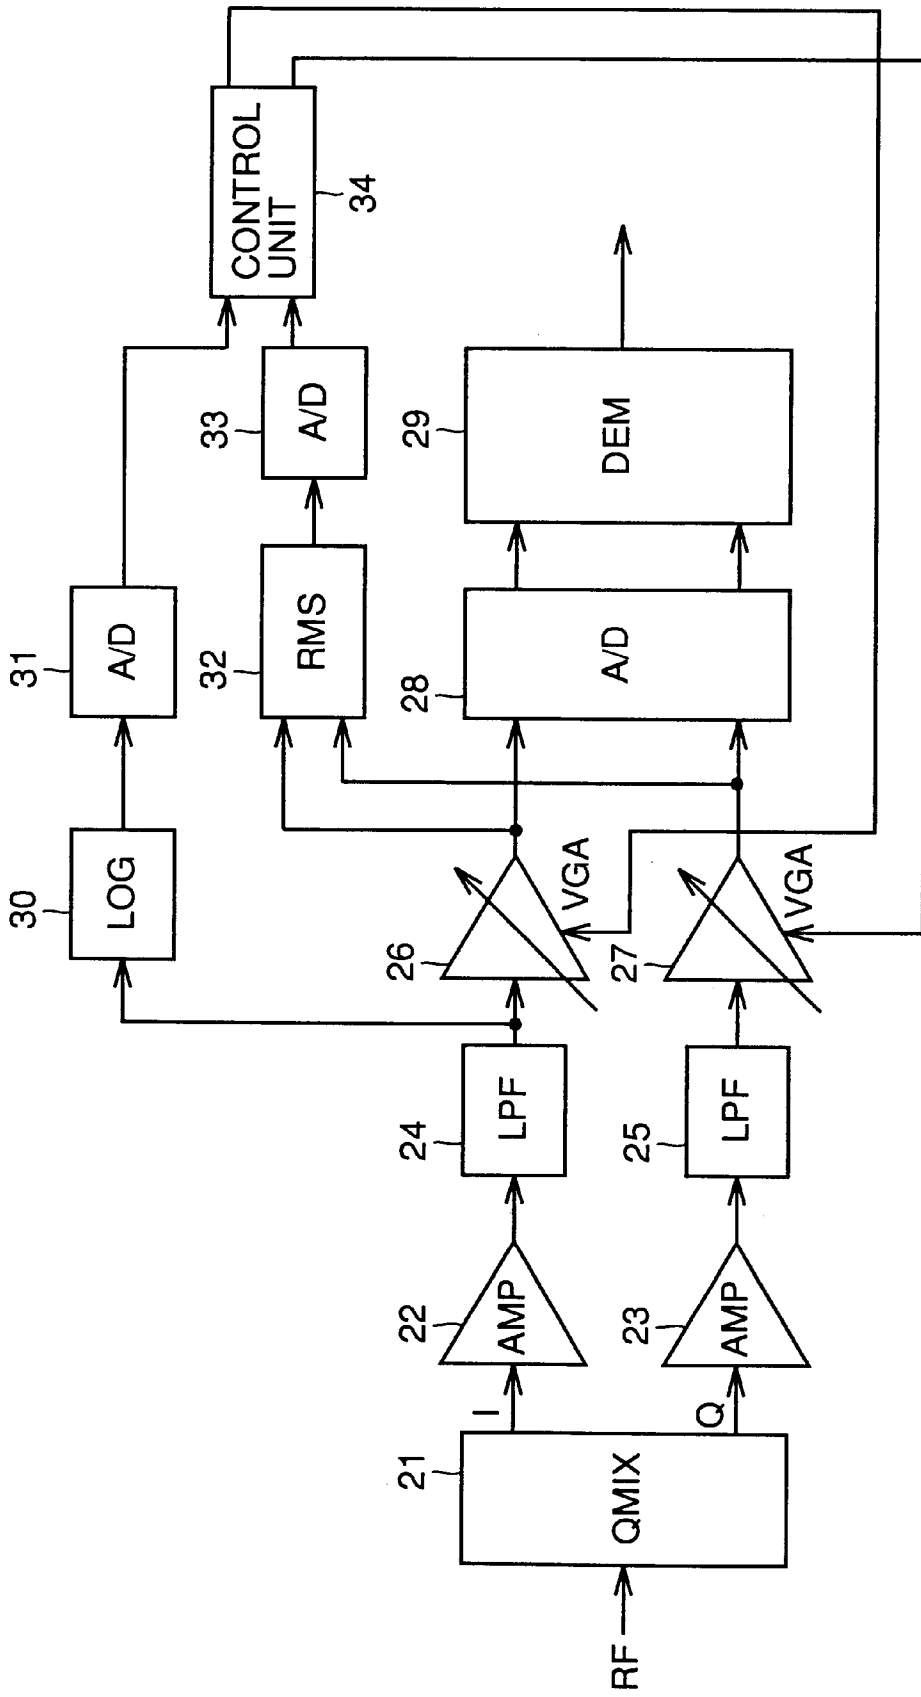 RF
21
QMIX
I
Q
22
AMP
23
AMP
24
LPF
25
LPF
26
VGA
27
VGA
28
A/D
29
DEM
30
LOG
31
A/D
32
RMS
33
A/D
34
CONTROL
UNIT